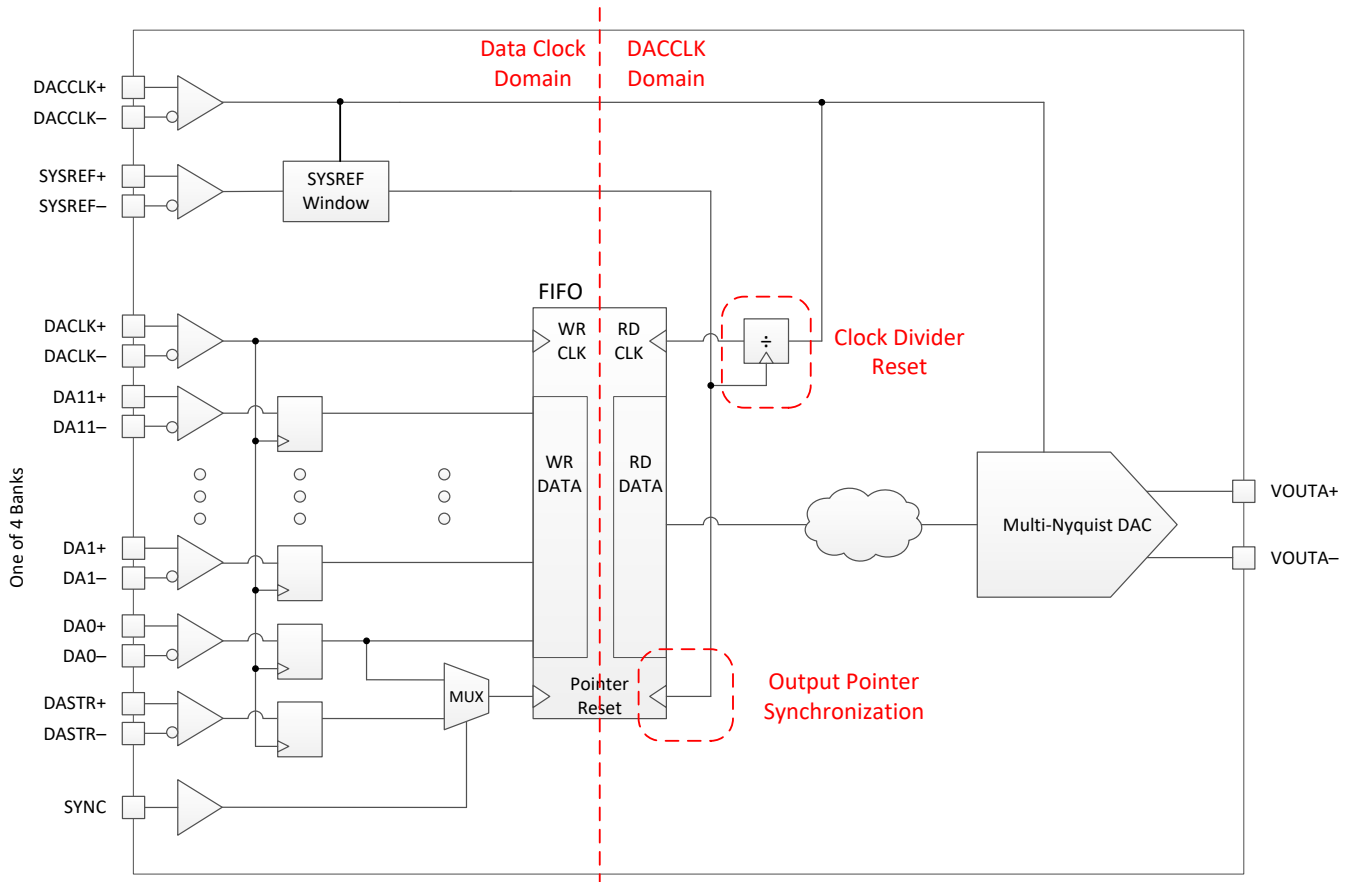 Data Clock
Domain
DACCLK
Domain
DACCLK+
DACCLK–
SYSREF+
SYSREF–
SYSREF
Window
FIFO
DACLK+
DACLK–
WR
CLK
RD
CLK
÷
Clock Divider
Reset
DA11+
DA11–
One of 4 Banks
WR
DATA
RD
DATA
Multi-Nyquist DAC
VOUTA+
VOUTA–
DA1+
DA1–
DA0+
DA0–
DASTR+
DASTR–
MUX
Pointer
Reset
Output Pointer
Synchronization
SYNC